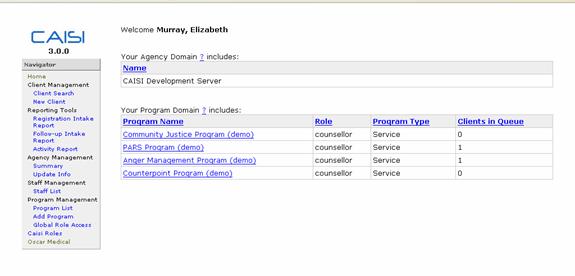 CAISI
3.0.0
Navigator
Home
Client Management
Client Search
New Client
Reporting Tools
Registration Intake
Report
Follow-up Intake
Report
Activity Report
Agency Management
Summary
Update Info
Staff Management
Staff List
Program Management
Program List
Add Program
Global Role Access
Caisi Roles
Oscar Medical
Welcome Murray, Elizabeth
Your Agency Domain ? includes:
Name
CAISI Development Server
Your Program Domain ? includes:
Program Name Role Program Type Clients in Queue
Community Justice Program (demo) counsellor Service 0
PARS Program (demo) counsellor Service 1
Anger Management Program (demo) counsellor Service 1
Counterpoint Program (demo) counsellor Service 0